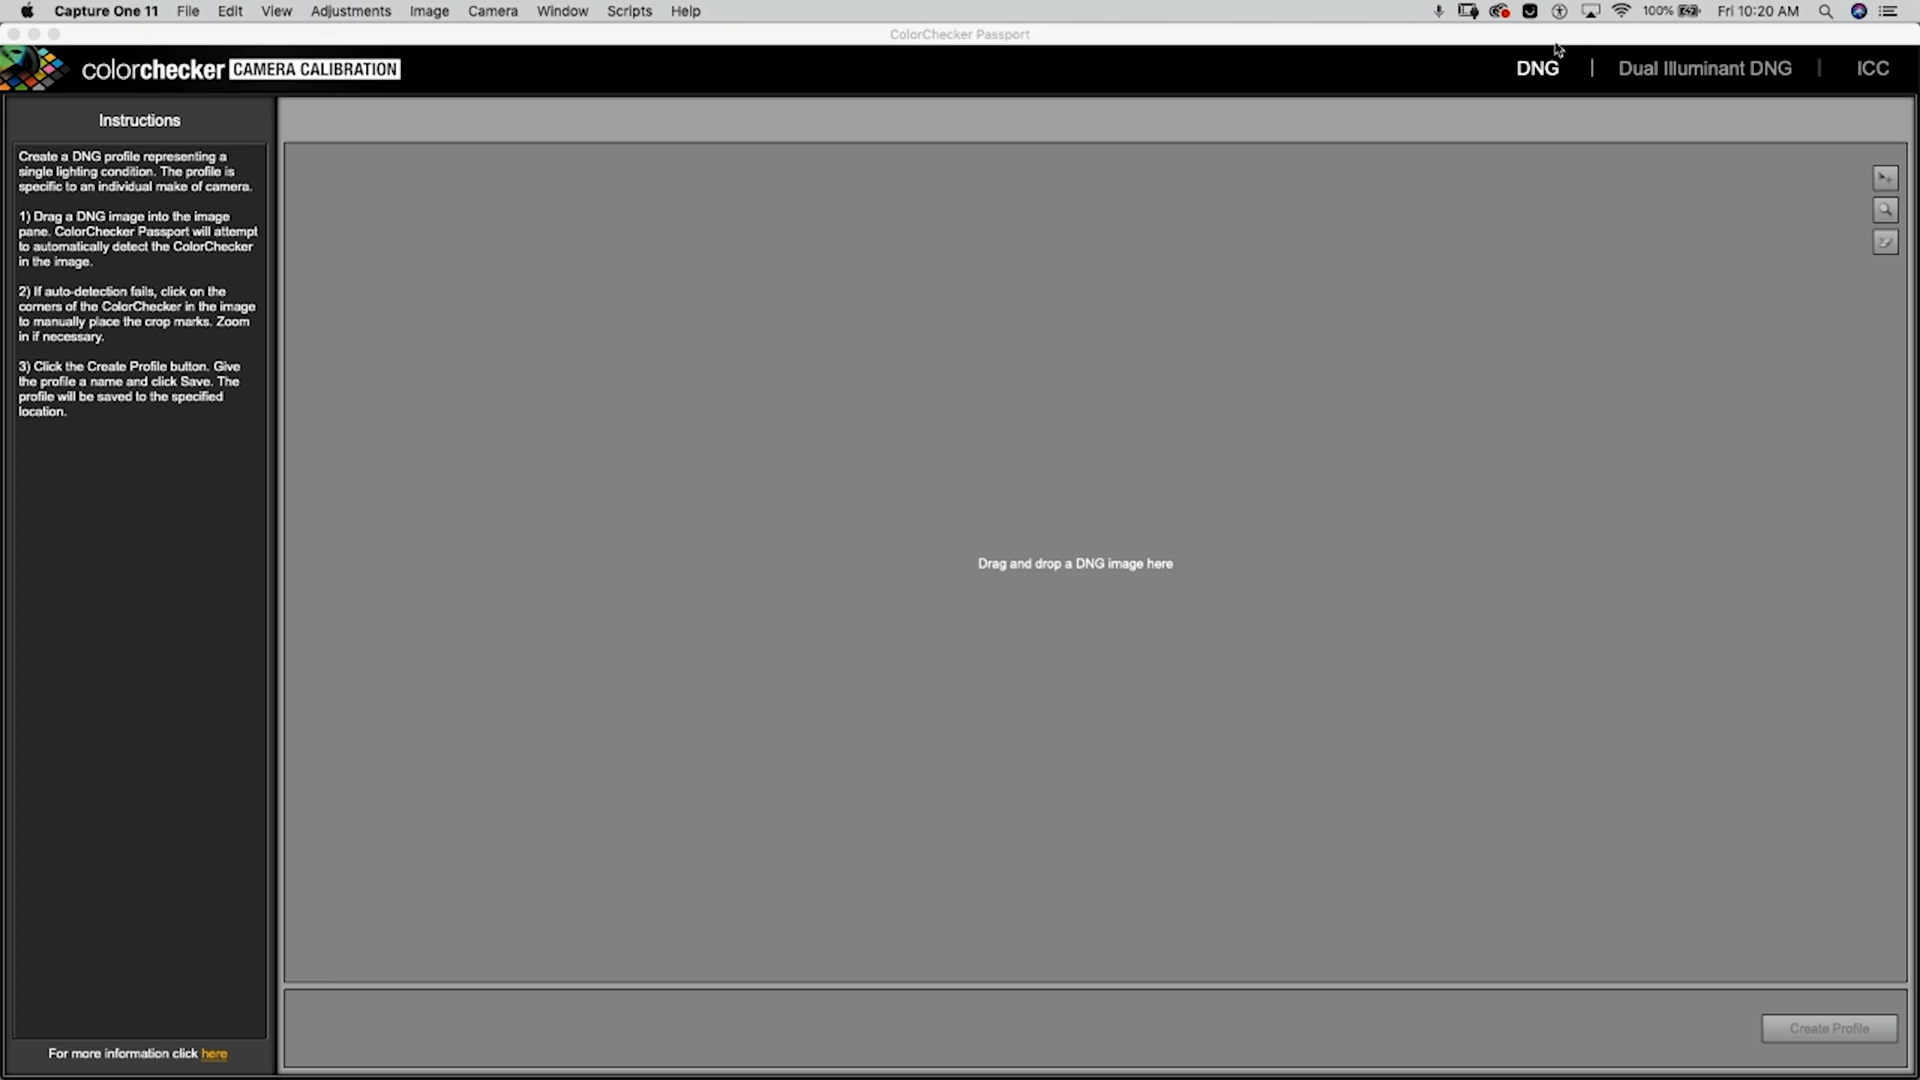 Capture One 11 File Edit View Adjustments Image Camera Window Scripts Help 100% Fri 10:20 AM
ColorChecker Passport
colorchecker CAMERA CALIBRATION DNG | Dual Illuminant DNG | ICC
Instructions
Create a DNG profile representing a
single lighting condition. The profile is
specific to an individual make of camera.
1) Drag a DNG image into the image
pane. ColorChecker Passport will attempt
to automatically detect the ColorChecker
in the image.
2) If auto-detection fails, click on the
corners of the ColorChecker in the image
to manually place the crop marks. Zoom
in if necessary.
3) Click the Create Profile button. Give
the profile a name and click Save. The
profile will be saved to the specified
location.
Drag and drop a DNG image here
Create Profile
For more information click here